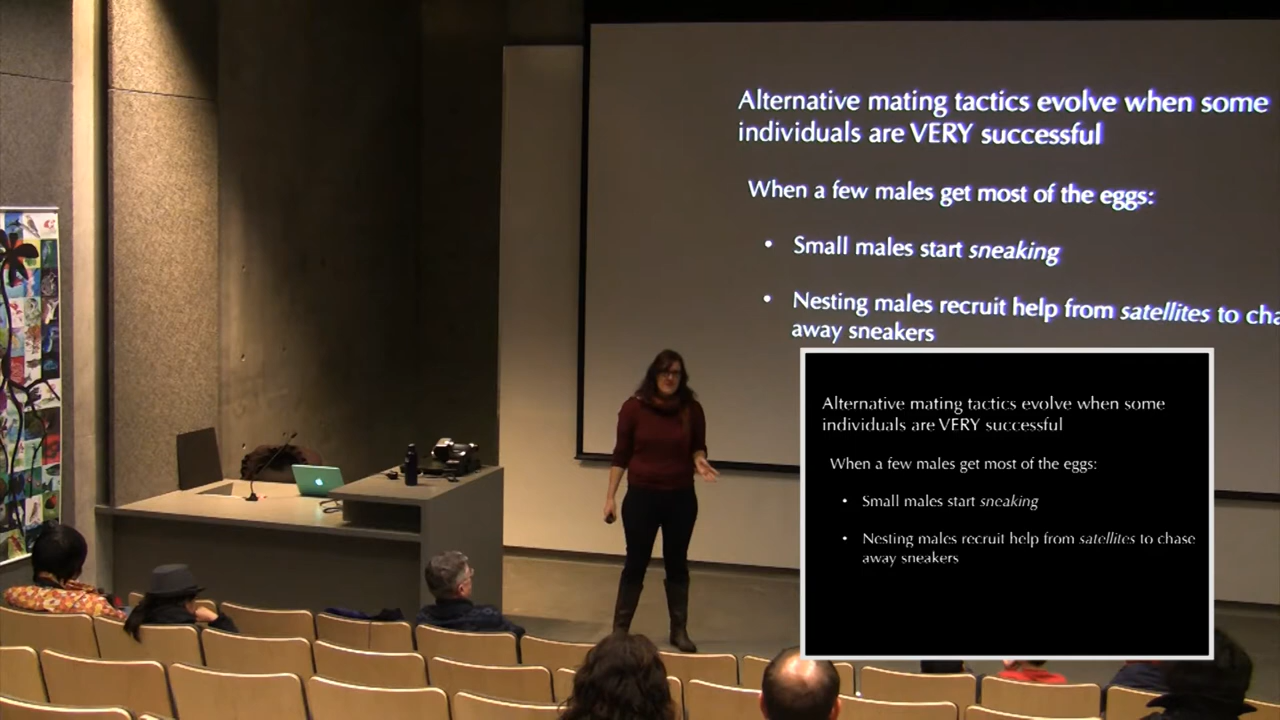 Alternative mating tactics evolve when some
individuals are VERY successful
When a few males get most of the eggs:
• Small males start sneaking
• Nesting males recruit help from satellites to cha
away sneakers
Alternative mating tactics evolve when some
individuals are VERY successful
When a few males get most of the eggs:
• Small males start sneaking
• Nesting males recruit help from satellites to chase
away sneakers